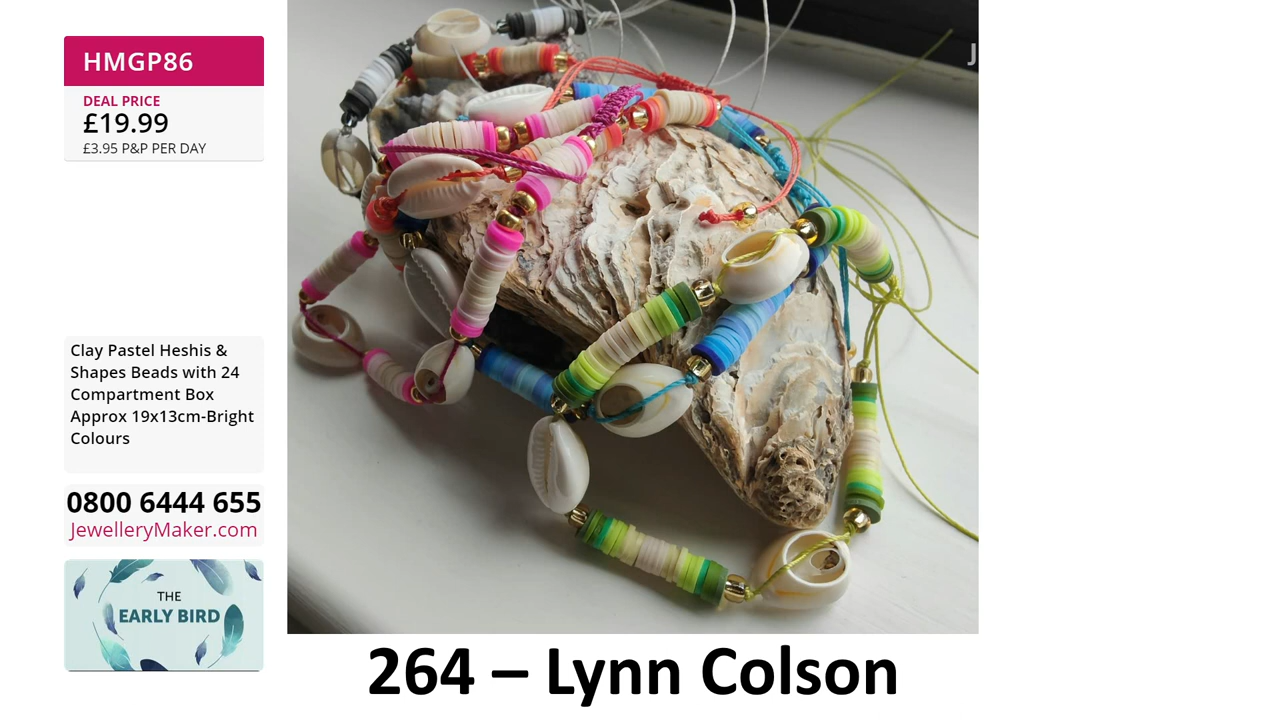 HMGP86
DEAL PRICE
£19.99
£3.95 P&P PER DAY
J
Clay Pastel Heshis &
Shapes Beads with 24
Compartment Box
Approx 19x13cm-Bright
Colours
0800 6444 655
JewelleryMaker.com
THE
EARLY BIRD
264 – Lynn Colson